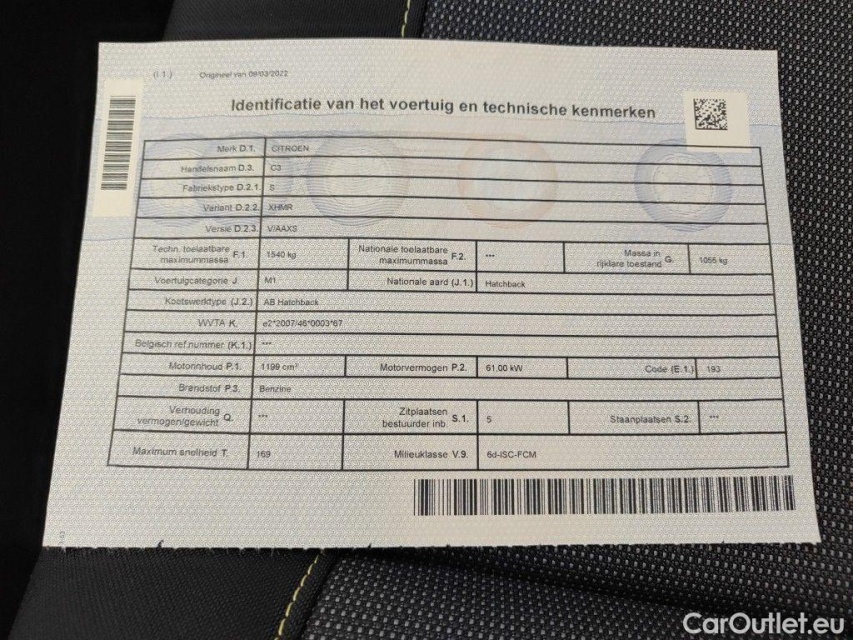 (I 1.) Origineel van 09/03/2022
Identificatie van het voertuig en technische kenmerken
Merk D.1. CITROEN
Handelsnaam D.3. C3
Fabriekstype D.2.1. S
Variant D.2.2. XHMR
Versie D.2.3. V/AAXS
Techn. toelaatbare maximummassa F.1. 1540 kg Nationale toelaatbare maximummassa F.2. --- Massa in rijklare toestand G. 1055 kg
Voertuigcategorie J. M1 Nationale aard (J.1.) Hatchback
Koetswerktype (J.2.) AB Hatchback
WVTA K. e2*2007/46*0003*67
Belgisch ref.nummer (K.1.) ---
Motorinhoud P.1. 1199 cm³ Motorvermogen P.2. 61,00 kW Code (E.1.) 193
Brandstof P.3. Benzine
Verhouding vermogen/gewicht Q. --- Zitplaatsen bestuurder inb. S.1. 5 Staanplaatsen S.2. ---
Maximum snelheid T. 169 Milieuklasse V.9. 6d-ISC-FCM
CarOutlet.eu